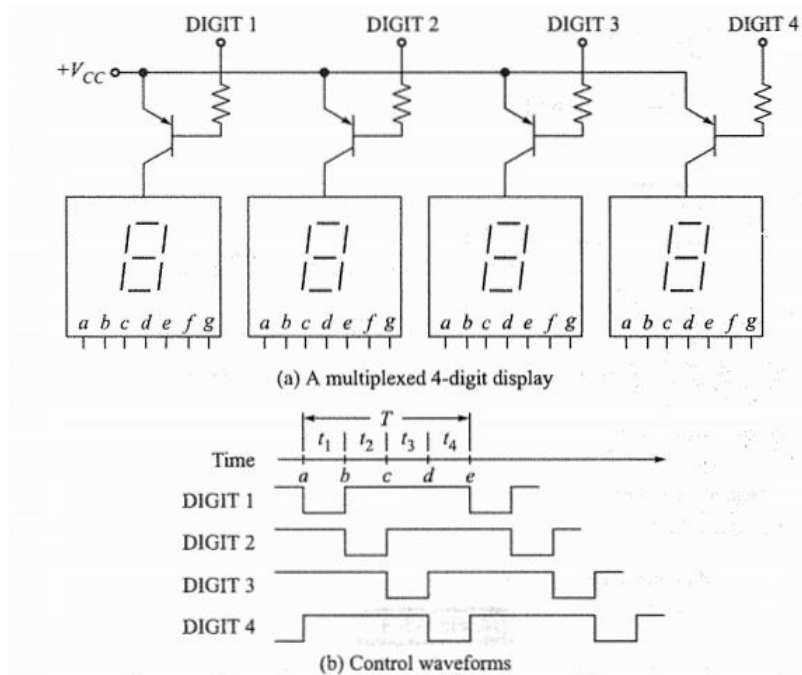 DIGIT 1 DIGIT 2 DIGIT 3 DIGIT 4
+VCC
a b c d e f g a b c d e f g a b c d e f g a b c d e f g
(a) A multiplexed 4-digit display
T
t1 t2 t3 t4
Time
a b c d e
DIGIT 1
DIGIT 2
DIGIT 3
DIGIT 4
(b) Control waveforms